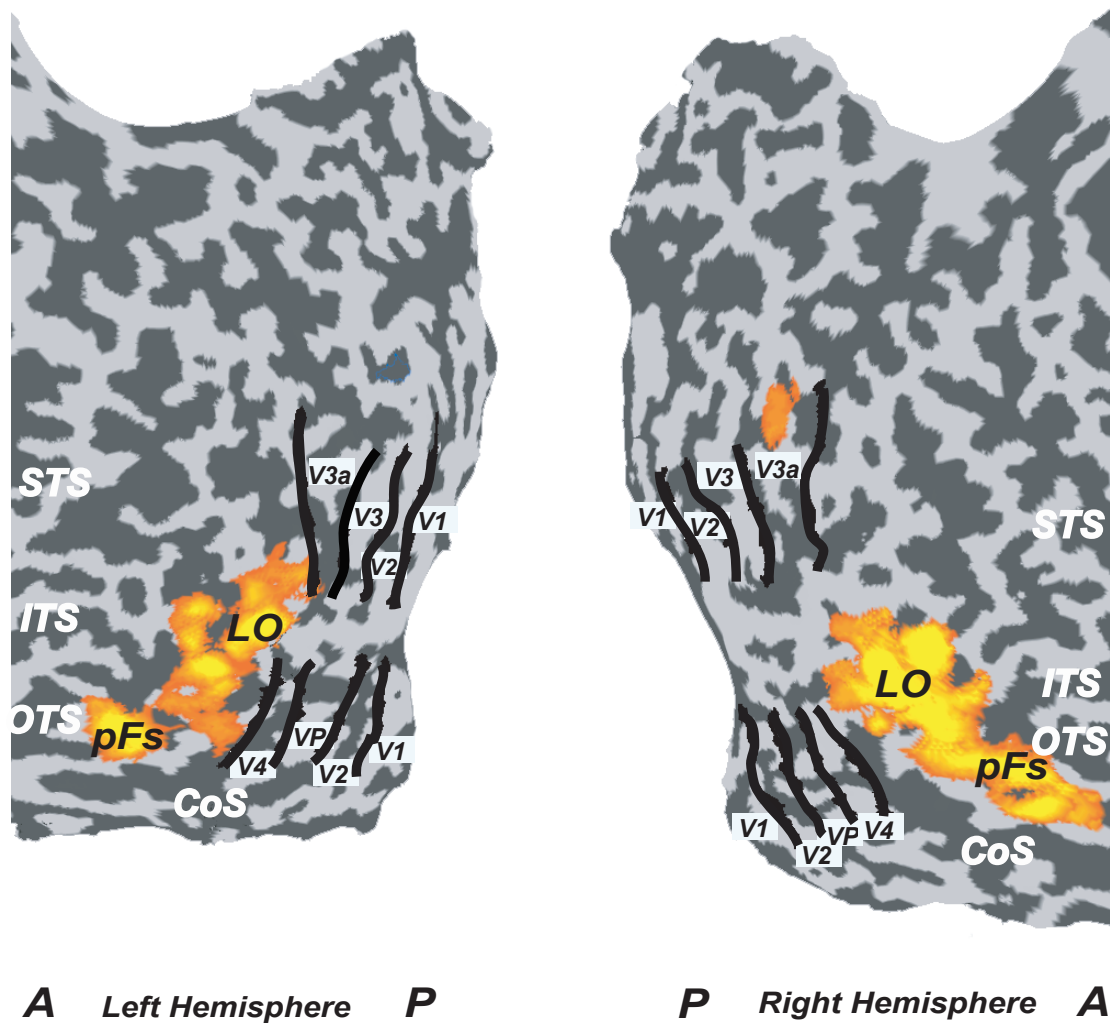 STS
V3a
V3
V1
V2
ITS
LO
OTS
pFs
VP
V4
V2
V1
CoS
V3
V3a
V1
V2
STS
LO
ITS
OTS
pFs
V1
VP
V4
V2
CoS
A Left Hemisphere P
P Right Hemisphere A